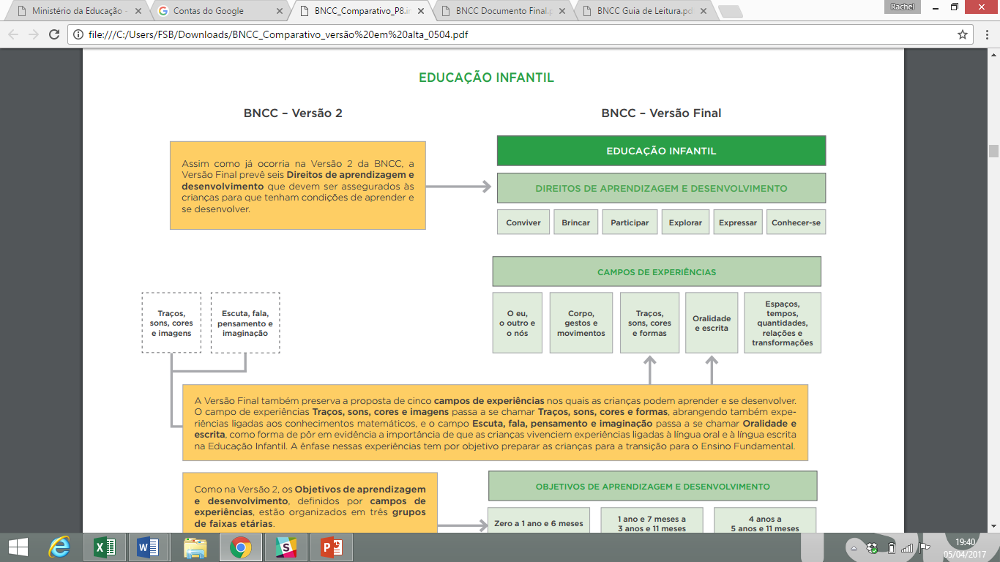 Ministério da Educação -
Contas do Google
BNCC_Comparativo_P8.in
BNCC Documento Final.p
BNCC Guia de Leitura.pd
Rachel
file:///C:/Users/FSB/Downloads/BNCC_Comparativo_versão%20em%20alta_0504.pdf
EDUCAÇÃO INFANTIL
BNCC – Versão 2
BNCC – Versão Final
Assim como já ocorria na Versão 2 da BNCC, a
Versão Final prevê seis Direitos de aprendizagem e
desenvolvimento que devem ser assegurados às
crianças para que tenham condições de aprender e
se desenvolver.
EDUCAÇÃO INFANTIL
DIREITOS DE APRENDIZAGEM E DESENVOLVIMENTO
Conviver
Brincar
Participar
Explorar
Expressar
Conhecer-se
CAMPOS DE EXPERIÊNCIAS
Traços,
sons, cores
e imagens
Escuta, fala,
pensamento e
imaginação
O eu,
o outro e
o nós
Corpo,
gestos e
movimentos
Traços,
sons, cores
e formas
Oralidade
e escrita
Espaços,
tempos,
quantidades,
relações e
transformações
A Versão Final também preserva a proposta de cinco campos de experiências nos quais as crianças podem aprender e se desenvolver.
O campo de experiências Traços, sons, cores e imagens passa a se chamar Traços, sons, cores e formas, abrangendo também expe-
riências ligadas aos conhecimentos matemáticos, e o campo Escuta, fala, pensamento e imaginação passa a se chamar Oralidade e
escrita, como forma de pôr em evidência a importância de que as crianças vivenciem experiências ligadas à língua oral e à língua escrita
na Educação Infantil. A ênfase nessas experiências tem por objetivo preparar as crianças para a transição para o Ensino Fundamental.
Como na Versão 2, os Objetivos de aprendizagem
e desenvolvimento, definidos por campos de
experiências, estão organizados em três grupos
de faixas etárias.
OBJETIVOS DE APRENDIZAGEM E DESENVOLVIMENTO
Zero a 1 ano e 6 meses
1 ano e 7 meses a
3 anos e 11 meses
4 anos a
5 anos e 11 meses
19:40
05/04/2017